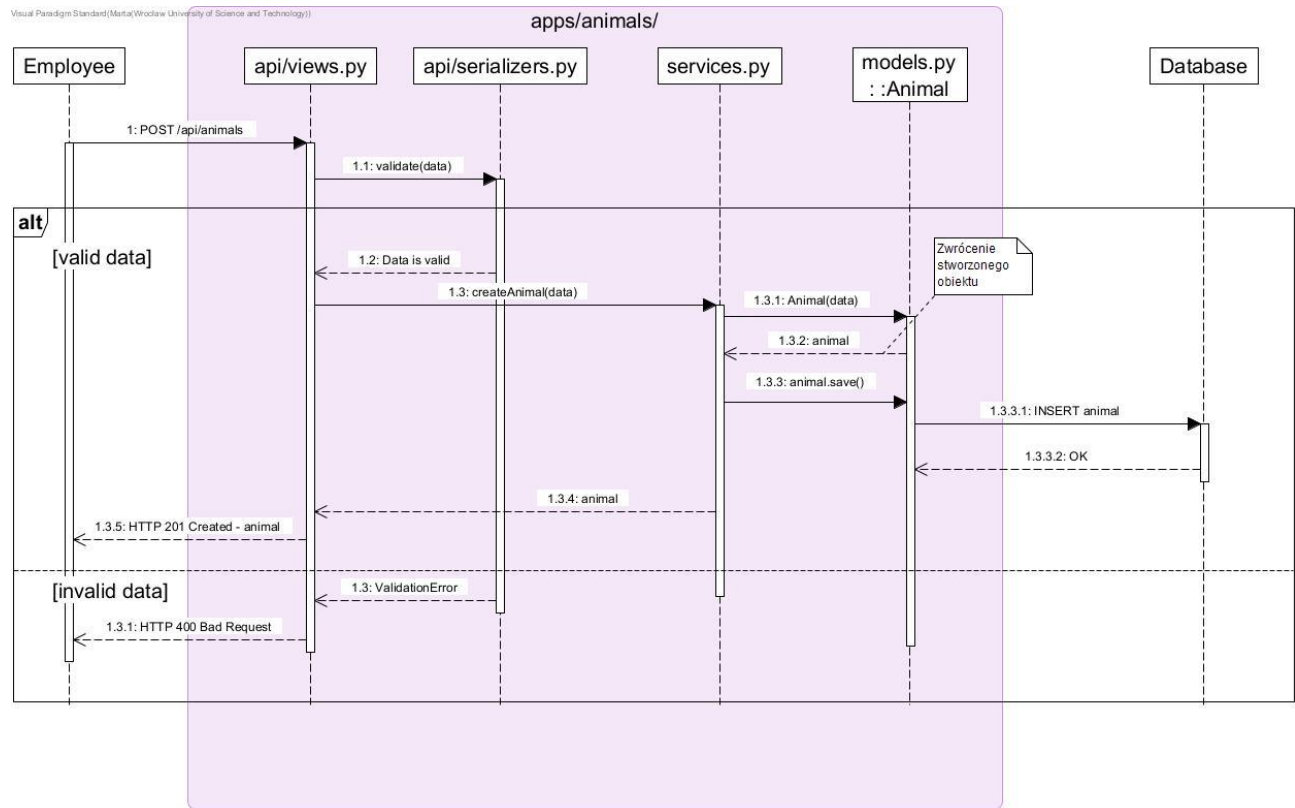 Visual Paradigm Standard(Marta(Wroclaw University of Science and Technology))
apps/animals/
Employee
api/views.py
api/serializers.py
services.py
models.py
: :Animal
Database
1: POST /api/animals
1.1: validate(data)
alt
[valid data]
Zwrócenie
stworzonego
obiektu
1.2: Data is valid
1.3: createAnimal(data)
1.3.1: Animal(data)
1.3.2: animal
1.3.3: animal.save()
1.3.3.1: INSERT animal
1.3.3.2: OK
1.3.4: animal
1.3.5: HTTP 201 Created - animal
[invalid data]
1.3: ValidationError
1.3.1: HTTP 400 Bad Request